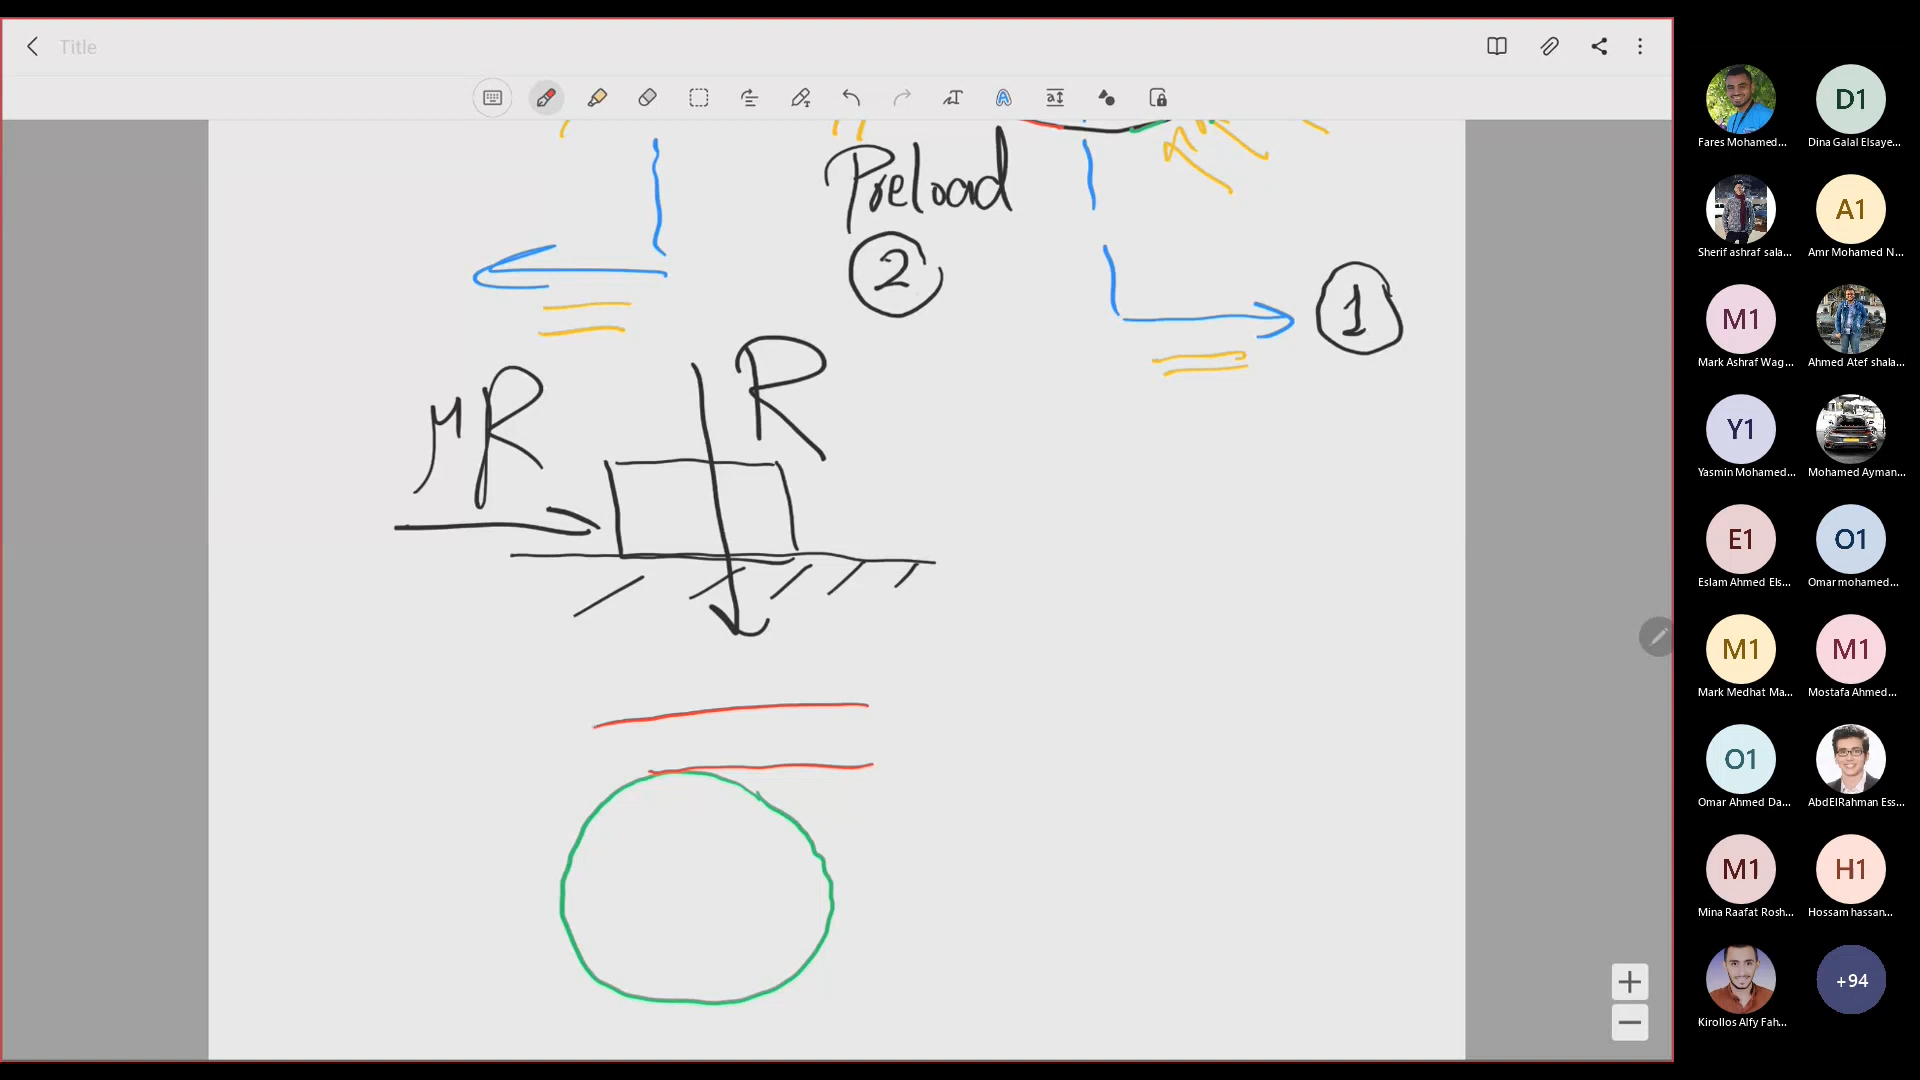 Title
Preload
2
1
μR
R
Fares Mohamed...
D1
Dina Galal Elsaye...
Sherif ashraf sala...
A1
Amr Mohamed N...
M1
Mark Ashraf Wag...
Ahmed Atef shala...
Y1
Yasmin Mohamed...
Mohamed Ayman...
E1
Eslam Ahmed Els...
O1
Omar mohamed...
M1
Mark Medhat Ma...
M1
Mostafa Ahmed...
O1
Omar Ahmed Da...
AbdElRahman Ess...
M1
Mina Raafat Rosh...
H1
Hossam hassan...
Kirollos Alfy Fah...
+94